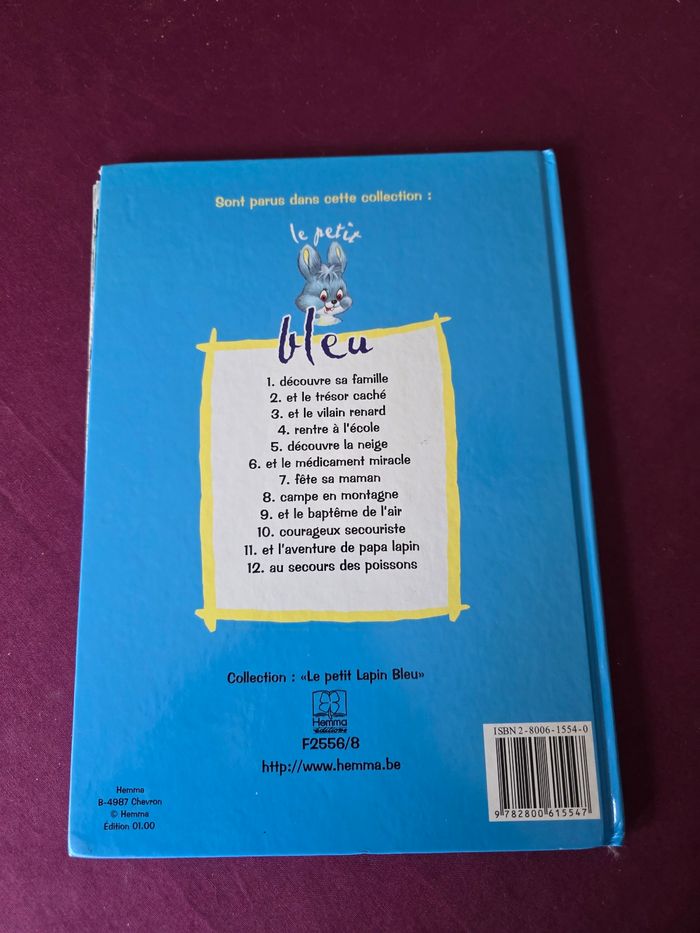 Sont parus dans cette collection :
le petit
bleu
1. découvre sa famille
2. et le trésor caché
3. et le vilain renard
4. rentre à l'école
5. découvre la neige
6. et le médicament miracle
7. fête sa maman
8. campe en montagne
9. et le baptême de l'air
10. courageux secouriste
11. et l'aventure de papa lapin
12. au secours des poissons
Collection : «Le petit Lapin Bleu»
Hemma
éditions
F2556/8
http://www.hemma.be
Hemma
B-4987 Chevron
© Hemma
Édition 01.00
ISBN 2-8006-1554-0
9 782800 615547